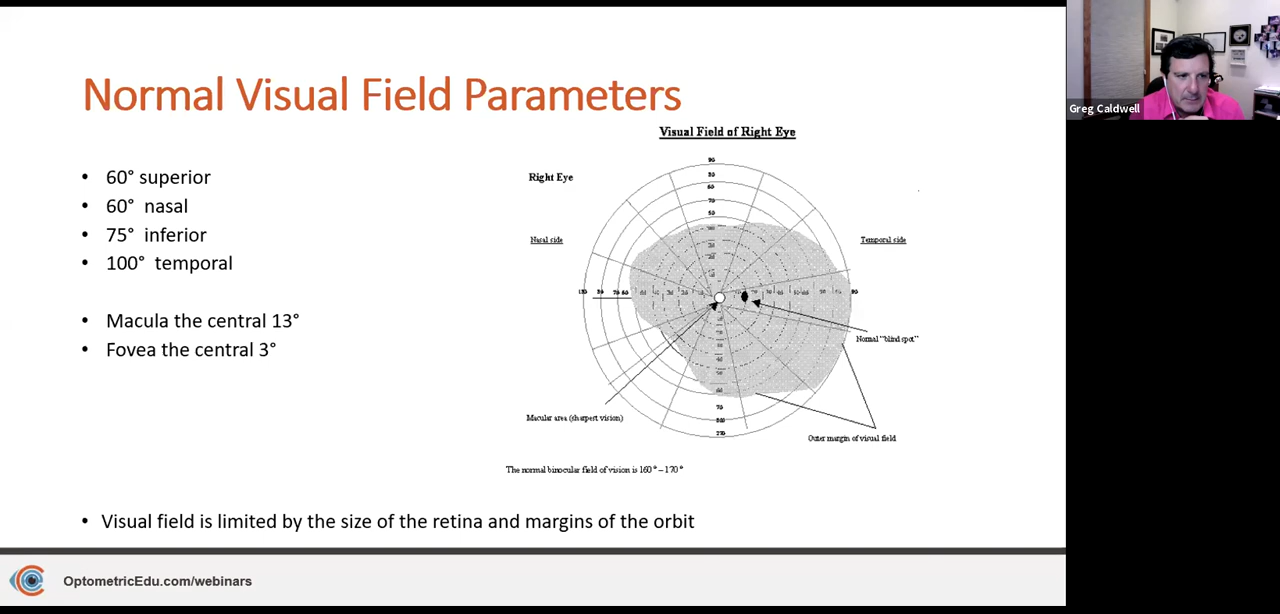 Normal Visual Field Parameters
• 60° superior
• 60° nasal
• 75° inferior
• 100° temporal
• Macula the central 13°
• Fovea the central 3°
Visual Field of Right Eye
Right Eye
Nasal side
Temporal side
Normal "blind spot"
Macular area (sharpest vision)
Outer margin of visual field
The normal binocular field of vision is 160°–170°
• Visual field is limited by the size of the retina and margins of the orbit
OptometricEdu.com/webinars
Greg Caldwell